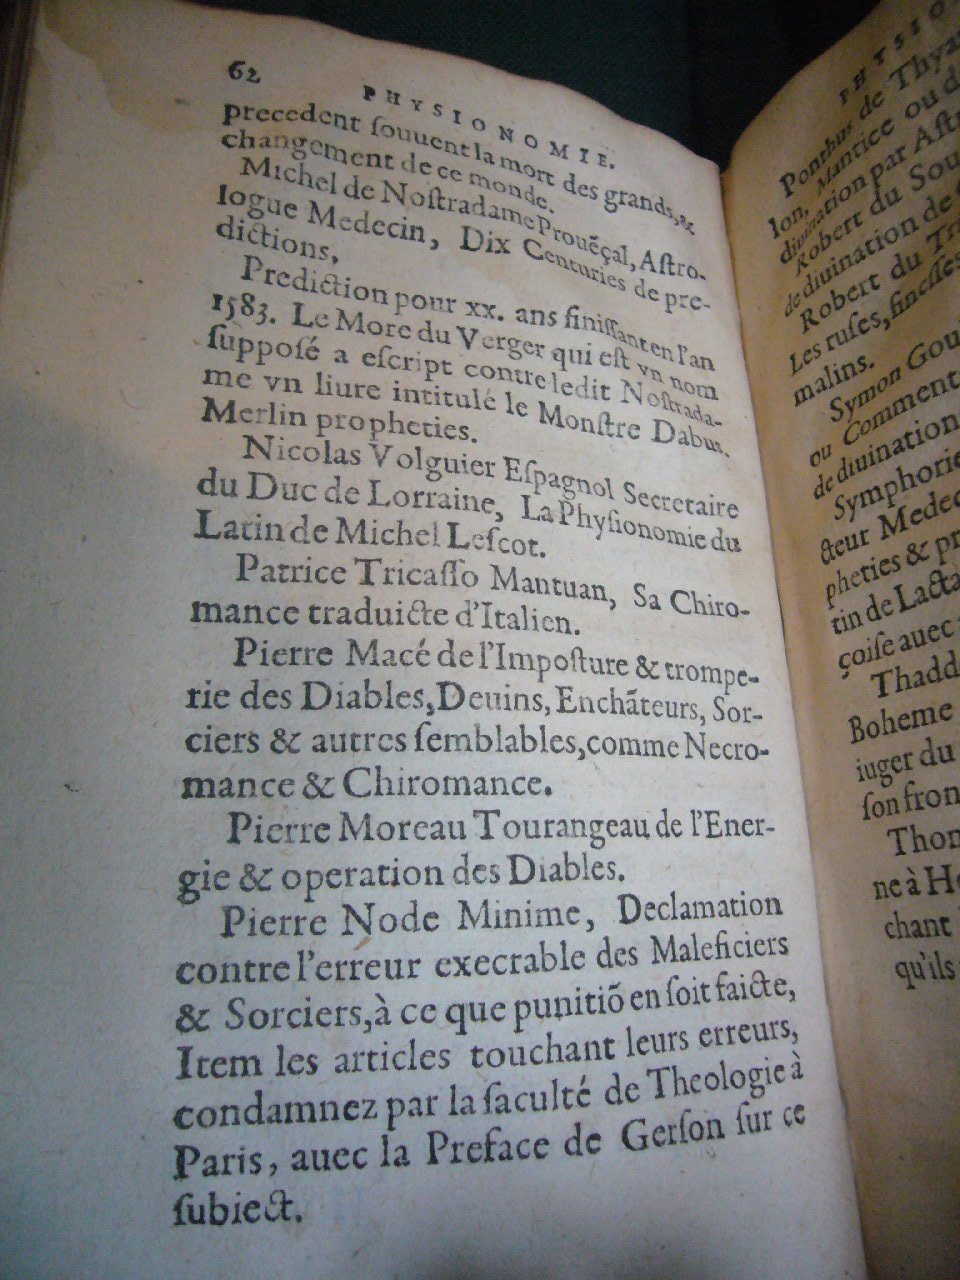 62 PHYSIONOMIE.
precedent ſouuent la mort des grands, &
changement de ce monde.
Michel de Noſtradame Prouẽçal, Aſtro-
logue Medecin, Dix Centuries de pre-
dictions,
Prediction pour xx. ans finiſſant en l'an
1583. Le More du Verger qui eſt vn nom
ſuppoſé a eſcript contre ledit Noſtrada-
me vn liure intitulé le Monſtre Dabus.
Merlin propheties.
Nicolas Volguier Eſpagnol Secretaire
du Duc de Lorraine, La Phyſionomie du
Latin de Michel Leſcot.
Patrice Tricaſſo Mantuan, Sa Chiro-
mance traduicte d'Italien.
Pierre Macé de l'Impoſture & trompe-
rie des Diables, Deuins, Enchãteurs, Sor-
ciers & autres ſemblables, comme Necro-
mance & Chiromance.
Pierre Moreau Tourangeau de l'Ener-
gie & operation des Diables.
Pierre Node Minime, Declamation
contre l'erreur execrable des Maleficiers
& Sorciers, à ce que punitiõ en ſoit faicte,
Item les articles touchant leurs erreurs,
condamnez par la faculté de Theologie à
Paris, auec la Preface de Gerſon ſur ce
ſubiect.
PHYSIO
Ponthus de Thya
lon, Mantice ou d
diuination par Aſt
Robert du Sou
de diuination de
Robert du Tri
Les ruſes, fineſſes
malins.
Symon Gou
ou Comment
de diuination
Symphorie
cteur Medec
pheties & pr
tin de Lacta
çoiſe auec
Thadd
Boheme
iuger du
ſon fron
Thom
ne à He
chant
qu'ils